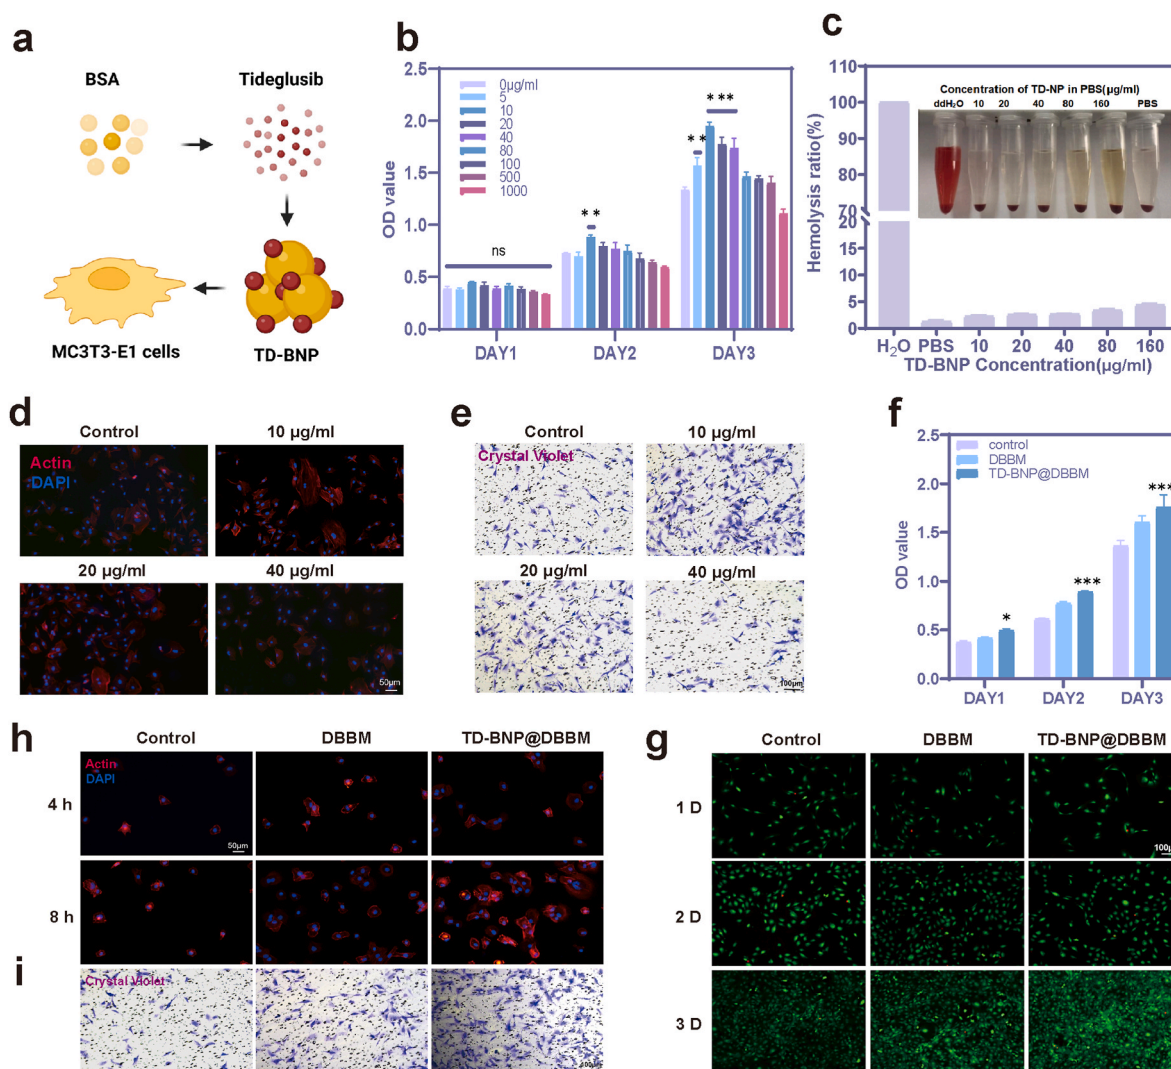 a
BSA
Tideglusib
MC3T3-E1 cells
TD-BNP
b
2.5
2.0
1.5
1.0
0.5
0.0
OD value
0μg/ml
5
10
20
40
80
100
500
1000
ns
**
**
***
DAY1 DAY2 DAY3
c
110
100
90
80
70
20
15
10
5
0
Hemolysis ratio(%)
Concentration of TD-NP in PBS(μg/ml)
ddH₂O 10 20 40 80 160 PBS
H₂O PBS 10 20 40 80 160
TD-BNP Concentration(μg/ml)
d
Control 10 μg/ml
Actin
DAPI
20 μg/ml 40 μg/ml
50μm
e
Control 10 μg/ml
Crystal Violet
20 μg/ml 40 μg/ml
100μm
f
2.5
2.0
1.5
1.0
0.5
0.0
OD value
control
DBBM
TD-BNP@DBBM
*
***
***
DAY1 DAY2 DAY3
h
Control DBBM TD-BNP@DBBM
Actin
DAPI
4 h
50μm
8 h
i
Crystal Violet
100μm
g
Control DBBM TD-BNP@DBBM
1 D
100μ
2 D
3 D